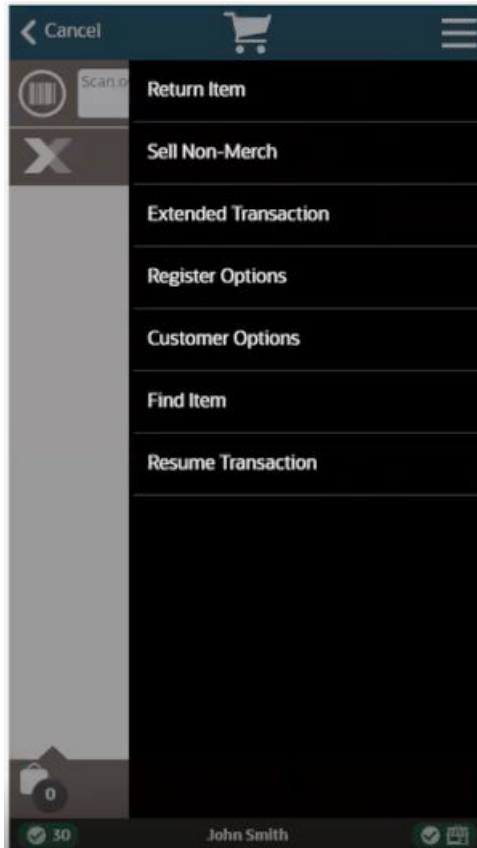 Cancel
Scan o
Return Item
Sell Non-Merch
Extended Transaction
Register Options
Customer Options
Find Item
Resume Transaction
0
30 John Smith